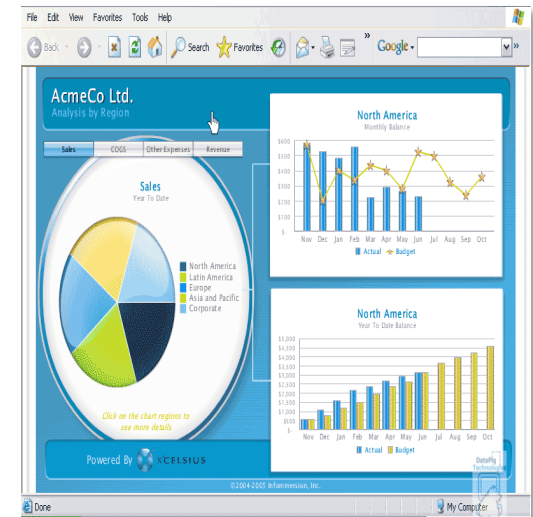 File Edit View Favorites Tools Help
Back Search Favorites Google
AcmeCo Ltd.
Analysis by Region
Sales COGS Other Expenses Revenue
Sales
Year To Date
North America
Latin America
Europe
Asia and Pacific
Corporate
Click on the chart regions to
see more details
North America
Monthly Balance
$600
$500
$400
$300
$200
$100
$-
Nov Dec Jan Feb Mar Apr May Jun Jul Aug Sep Oct
Actual Budget
North America
Year To Date Balance
$5,000
$4,500
$4,000
$3,500
$3,000
$2,500
$2,000
$1,500
$1,000
$500
$-
Nov Dec Jan Feb Mar Apr May Jun Jul Aug Sep Oct
Actual Budget
Powered By XCELSIUS
DataPig
Technologies
©2004-2005 Infommersion, Inc.
Done My Computer